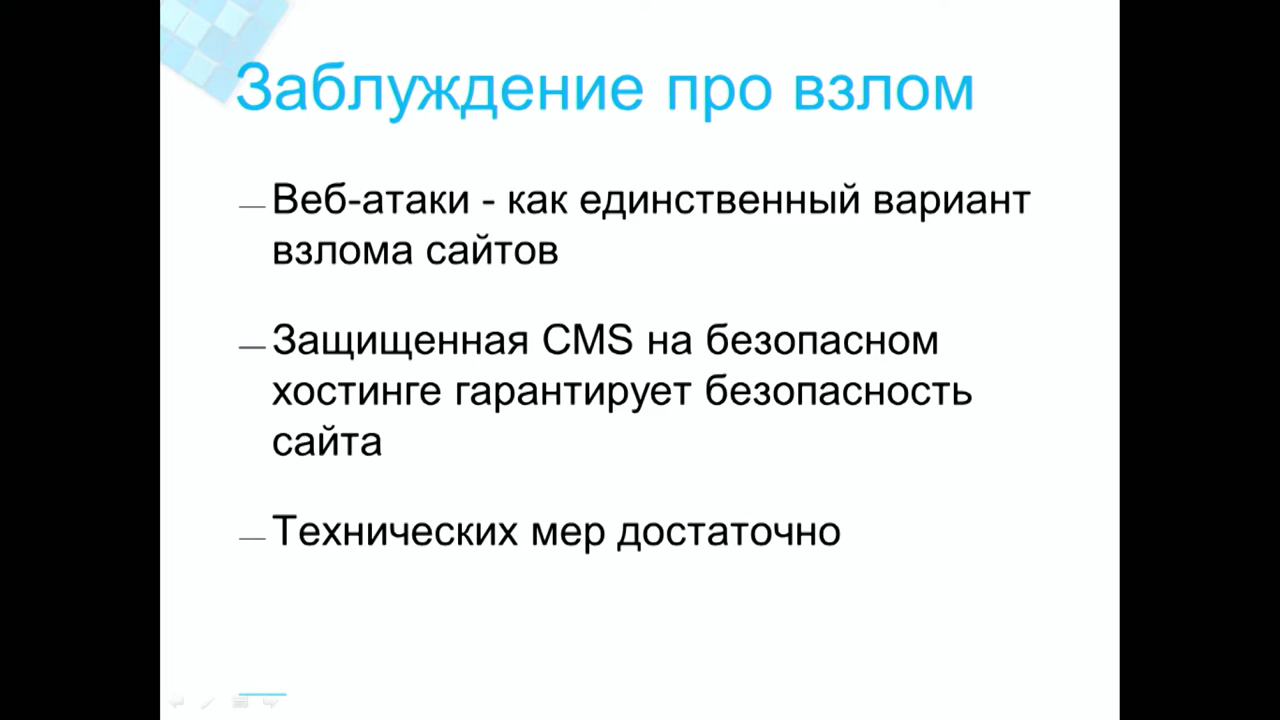 Заблуждение про взлом
Веб-атаки - как единственный вариант
взлома сайтов
Защищенная CMS на безопасном
хостинге гарантирует безопасность
сайта
Технических мер достаточно